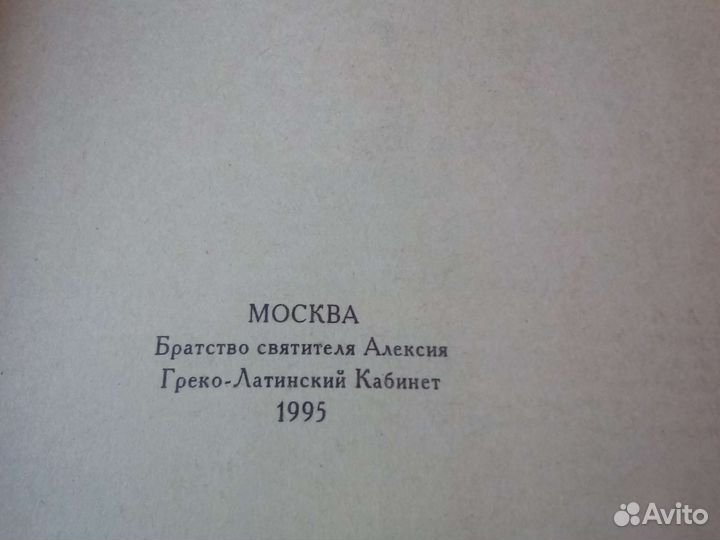 МОСКВА
Братство святителя Алексия
Греко-Латинский Кабинет
1995
Avito